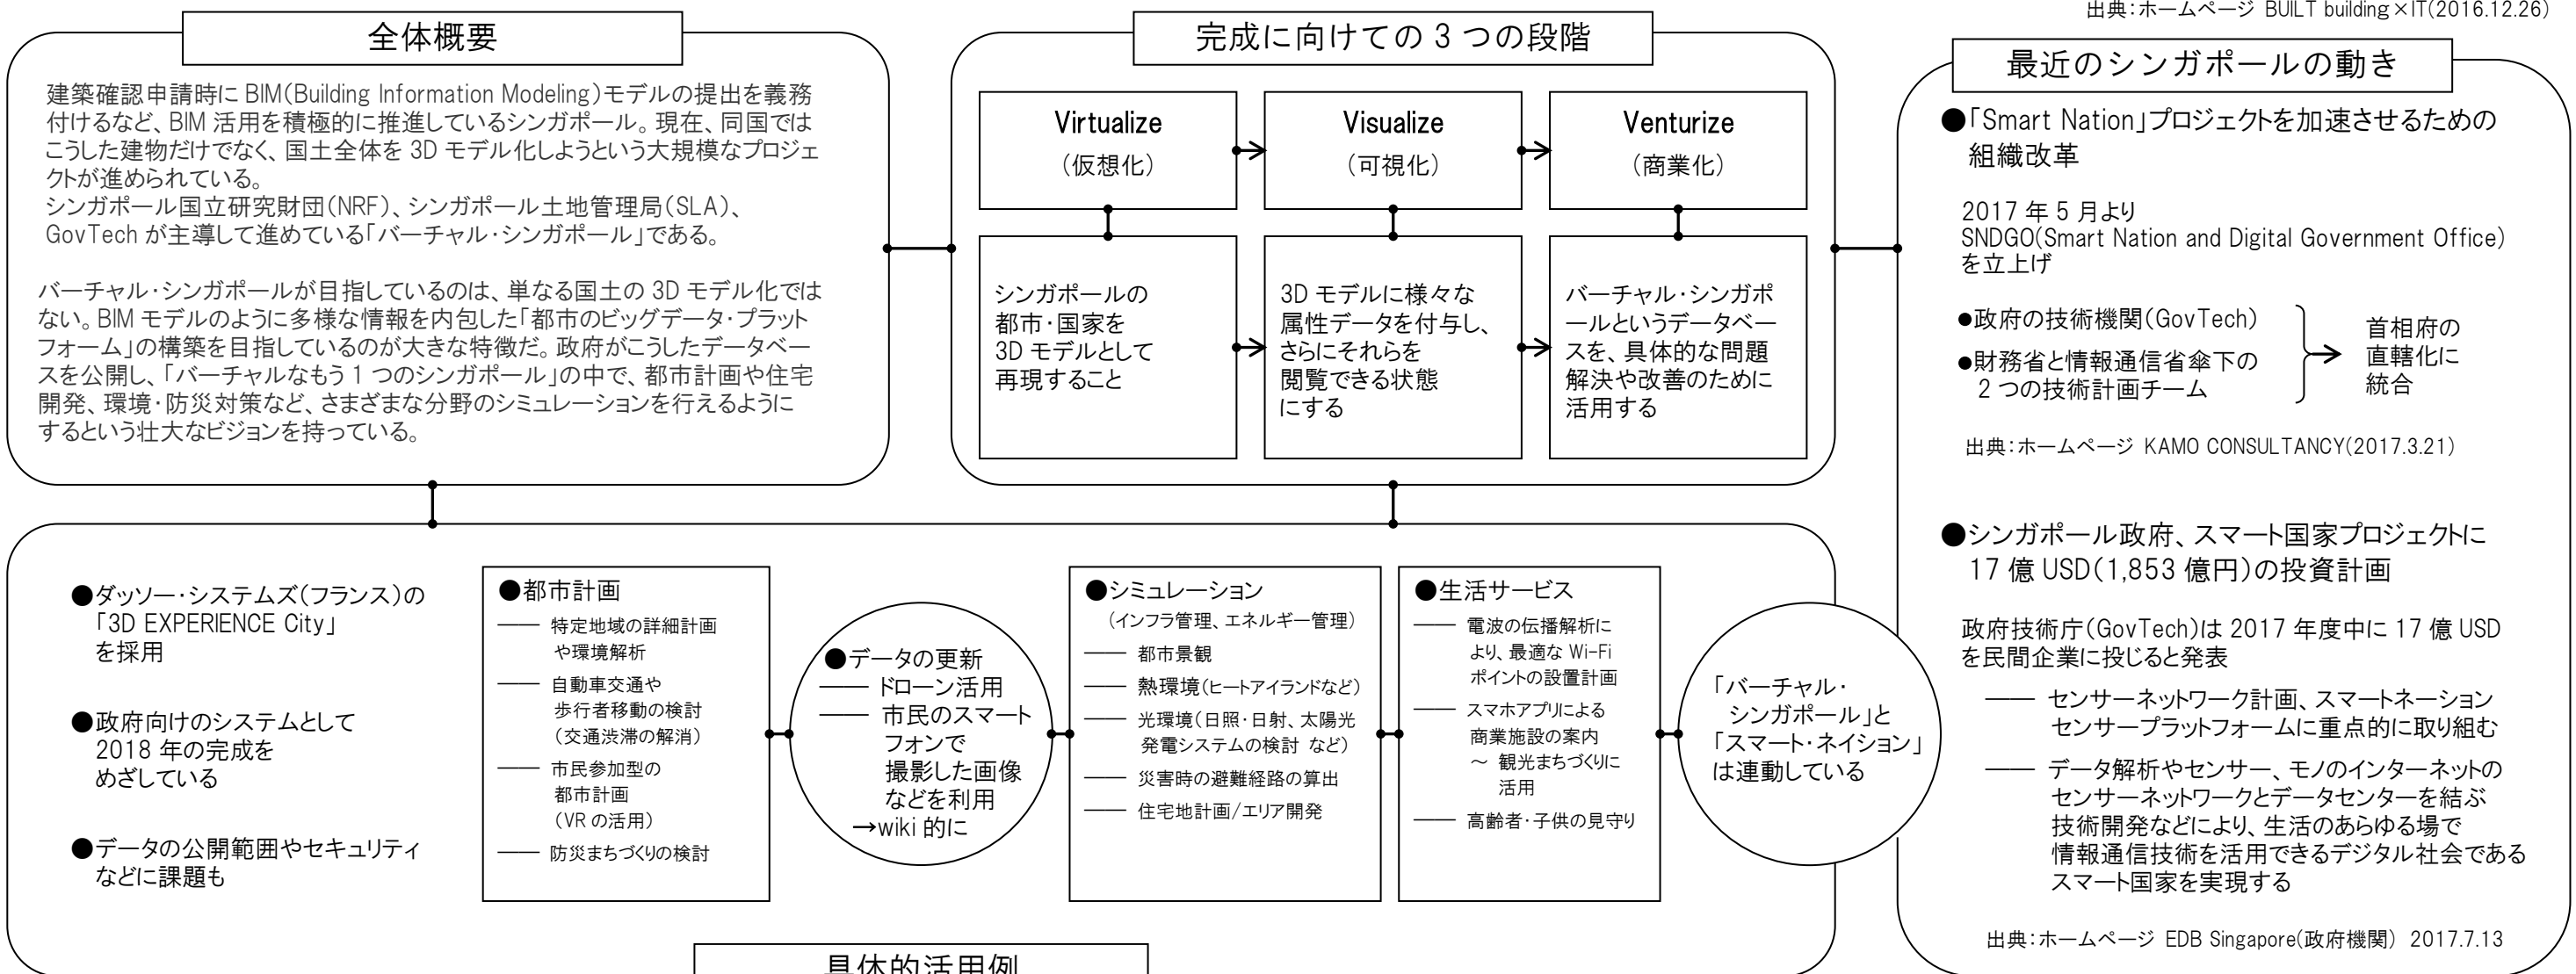 出典：ホームページ BUILT building×IT(2016.12.26)
全体概要
建築確認申請時に BIM(Building Information Modeling)モデルの提出を義務
付けるなど、BIM 活用を積極的に推進しているシンガポール。現在、同国では
こうした建物だけでなく、国土全体を 3D モデル化しようという大規模なプロジェ
クトが進められている。
シンガポール国立研究財団(NRF)、シンガポール土地管理局(SLA)、
GovTech が主導して進めている「バーチャル・シンガポール」である。
バーチャル・シンガポールが目指しているのは、単なる国土の 3D モデル化では
ない。BIM モデルのように多様な情報を内包した「都市のビッグデータ・プラット
フォーム」の構築を目指しているのが大きな特徴だ。政府がこうしたデータベー
スを公開し、「バーチャルなもう 1 つのシンガポール」の中で、都市計画や住宅
開発、環境・防災対策など、さまざまな分野のシミュレーションを行えるように
するという壮大なビジョンを持っている。
完成に向けての 3 つの段階
Virtualize
(仮想化)
Visualize
(可視化)
Venturize
(商業化)
シンガポールの
都市・国家を
3D モデルとして
再現すること
3D モデルに様々な
属性データを付与し、
さらにそれらを
閲覧できる状態
にする
バーチャル・シンガポ
ールというデータベー
スを、具体的な問題
解決や改善のために
活用する
最近のシンガポールの動き
●「Smart Nation」プロジェクトを加速させるための
組織改革
2017 年 5 月より
SNDGO(Smart Nation and Digital Government Office)
を立上げ
●政府の技術機関(GovTech)
●財務省と情報通信省傘下の
2 つの技術計画チーム
首相府の
直轄化に
統合
出典：ホームページ KAMO CONSULTANCY(2017.3.21)
●シンガポール政府、スマート国家プロジェクトに
17 億 USD(1,853 億円)の投資計画
政府技術庁(GovTech)は 2017 年度中に 17 億 USD
を民間企業に投じると発表
―― センサーネットワーク計画、スマートネーション
センサープラットフォームに重点的に取り組む
―― データ解析やセンサー、モノのインターネットの
センサーネットワークとデータセンターを結ぶ
技術開発などにより、生活のあらゆる場で
情報通信技術を活用できるデジタル社会である
スマート国家を実現する
出典：ホームページ EDB Singapore(政府機関) 2017.7.13
●ダッソー・システムズ(フランス)の
「3D EXPERIENCE City」
を採用
●政府向けのシステムとして
2018 年の完成を
めざしている
●データの公開範囲やセキュリティ
などに課題も
●都市計画
―― 特定地域の詳細計画
や環境解析
―― 自動車交通や
歩行者移動の検討
(交通渋滞の解消)
―― 市民参加型の
都市計画
(VR の活用)
―― 防災まちづくりの検討
●データの更新
―― ドローン活用
―― 市民のスマート
フォンで
撮影した画像
などを利用
→wiki 的に
●シミュレーション
(インフラ管理、エネルギー管理)
―― 都市景観
―― 熱環境(ヒートアイランドなど)
―― 光環境(日照・日射、太陽光
発電システムの検討 など)
―― 災害時の避難経路の算出
―― 住宅地計画/エリア開発
●生活サービス
―― 電波の伝播解析に
より、最適な Wi-Fi
ポイントの設置計画
―― スマホアプリによる
商業施設の案内
～ 観光まちづくりに
活用
―― 高齢者・子供の見守り
「バーチャル・
シンガポール」と
「スマート・ネイション」
は連動している
具体的活用例